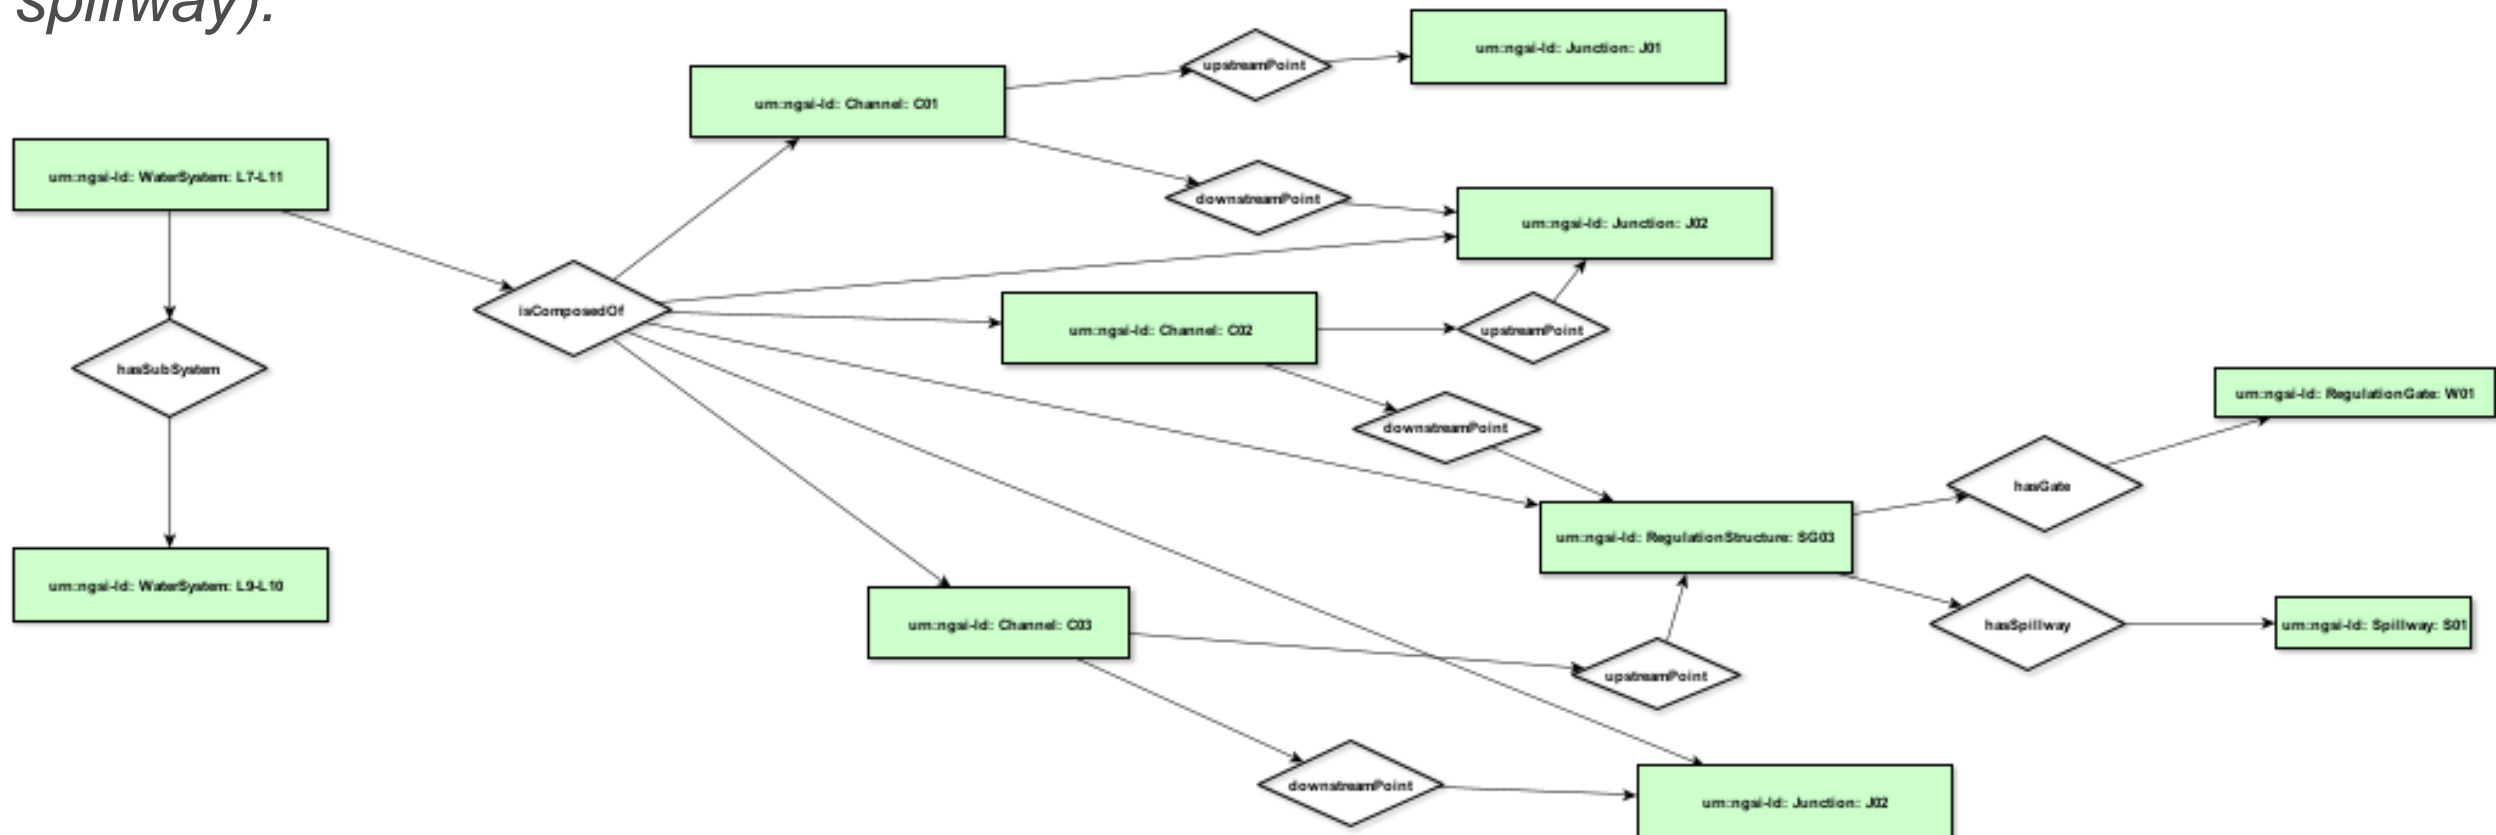 spillway).
urn:ngsi-ld: Junction: J01
upstreamPoint
urn:ngsi-ld: Channel: C01
urn:ngsi-ld: WaterSystem: L7-L11
downstreamPoint
urn:ngsi-ld: Junction: J02
isComposedOf
urn:ngsi-ld: Channel: C02
upstreamPoint
hasSubSystem
urn:ngsi-ld: RegulationGate: W01
downstreamPoint
hasGate
urn:ngsi-ld: RegulationStructure: SG03
urn:ngsi-ld: WaterSystem: L9-L10
urn:ngsi-ld: Channel: C03
hasSpillway
urn:ngsi-ld: Spillway: S01
upstreamPoint
downstreamPoint
urn:ngsi-ld: Junction: J02